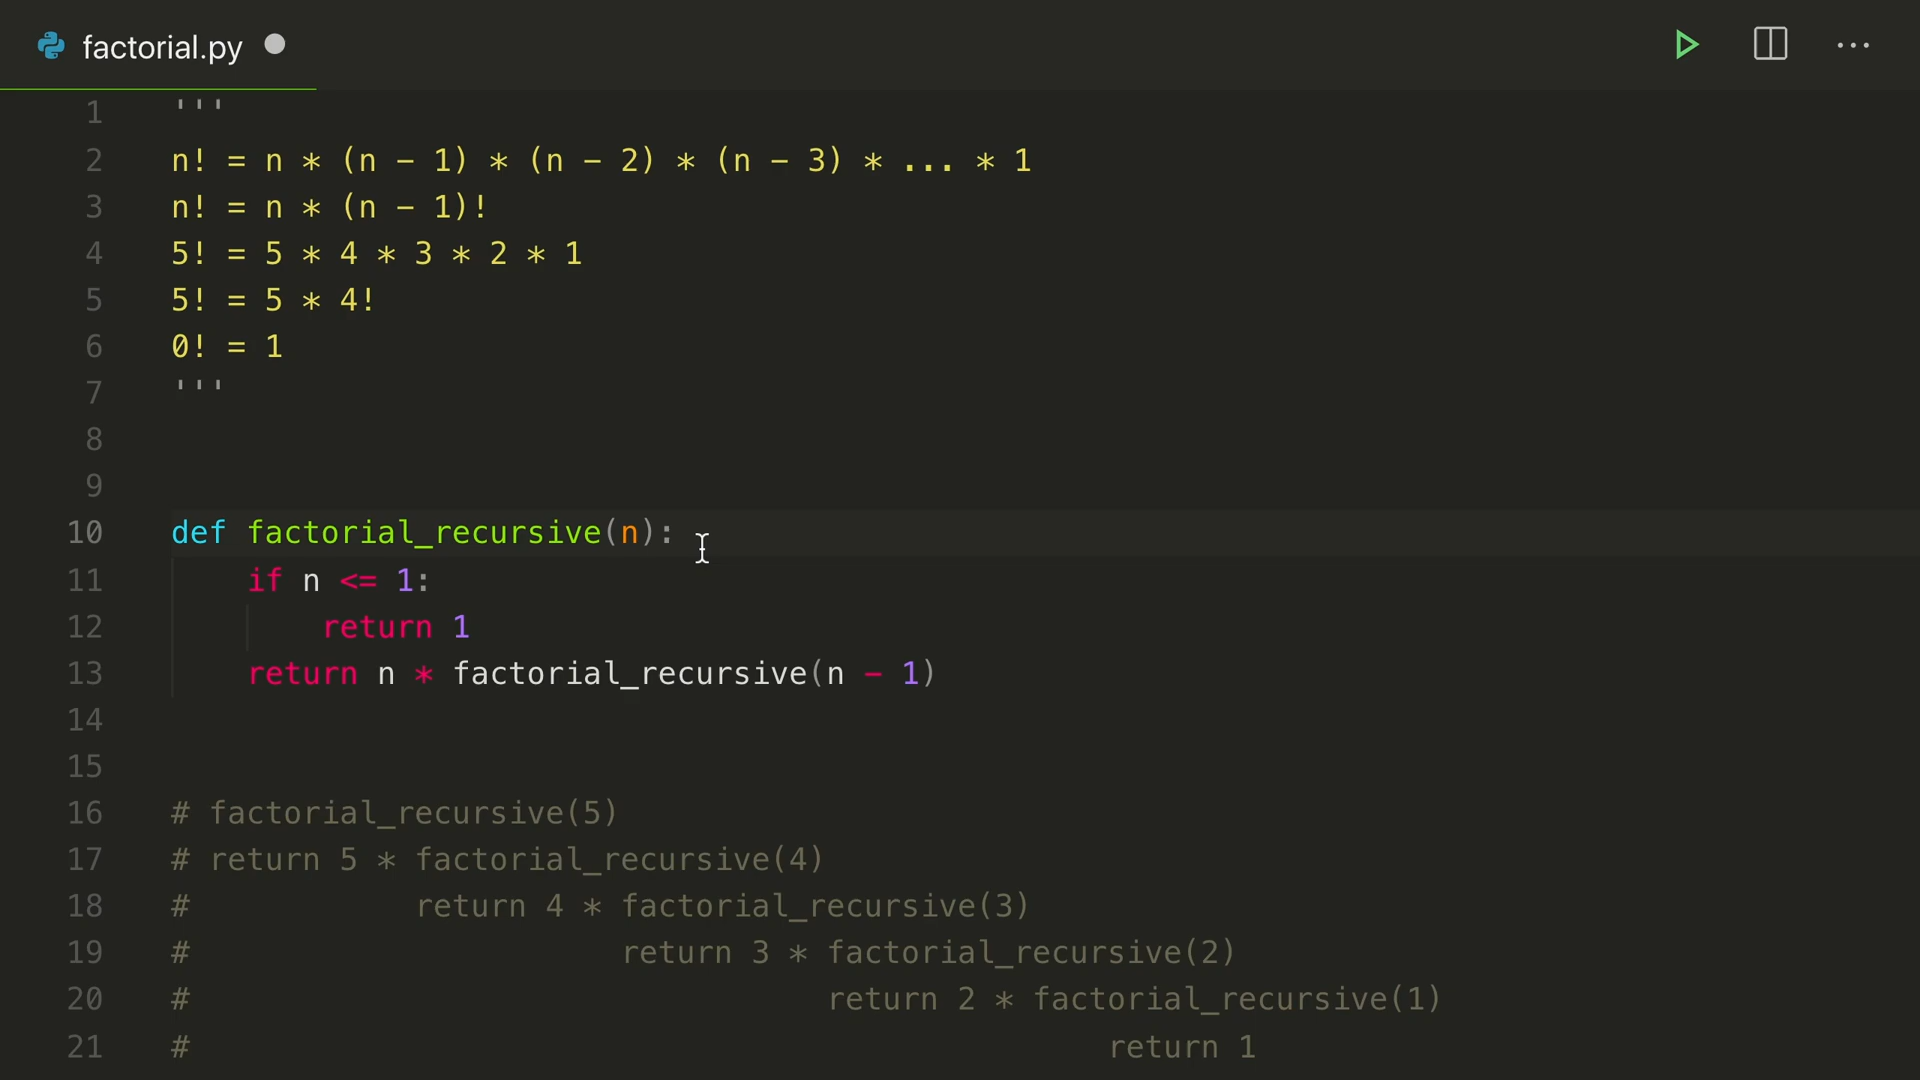 factorial.py
1 '''
2 n! = n * (n - 1) * (n - 2) * (n - 3) * ... * 1
3 n! = n * (n - 1)!
4 5! = 5 * 4 * 3 * 2 * 1
5 5! = 5 * 4!
6 0! = 1
7 '''
8
9
10 def factorial_recursive(n):
11     if n <= 1:
12         return 1
13     return n * factorial_recursive(n - 1)
14
15
16 # factorial_recursive(5)
17 # return 5 * factorial_recursive(4)
18 #            return 4 * factorial_recursive(3)
19 #                       return 3 * factorial_recursive(2)
20 #                                  return 2 * factorial_recursive(1)
21 #                                                 return 1